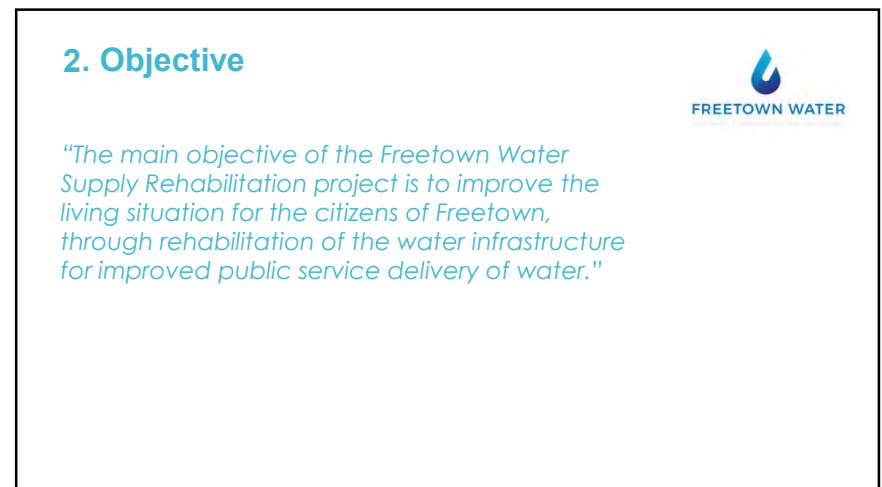 2. Objective
FREETOWN WATER
“The main objective of the Freetown Water
Supply Rehabilitation project is to improve the
living situation for the citizens of Freetown,
through rehabilitation of the water infrastructure
for improved public service delivery of water.”